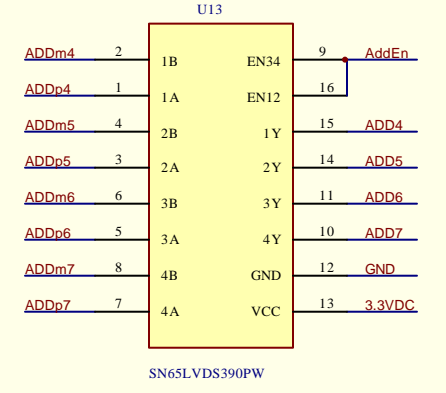 U13
ADDm4 2 1B EN34 9 AddEn
ADDp4 1 1A EN12 16
ADDm5 4 2B 1Y 15 ADD4
ADDp5 3 2A 2Y 14 ADD5
ADDm6 6 3B 3Y 11 ADD6
ADDp6 5 3A 4Y 10 ADD7
ADDm7 8 4B GND 12 GND
ADDp7 7 4A VCC 13 3.3VDC
SN65LVDS390PW